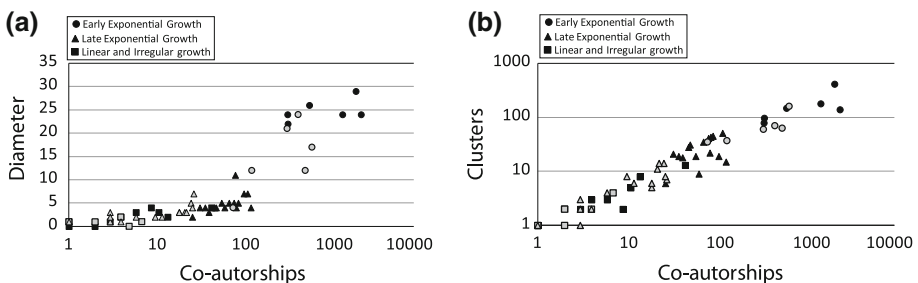 (a)
● Early Exponential Growth
▲ Late Exponential Growth
■ Linear and Irregular growth
Diameter
35
30
25
20
15
10
5
0
1 10 100 1000 10000
Co-autorships
(b)
● Early Exponential Growth
▲ Late Exponential Growth
■ Linear and Irregular growth
Clusters
1000
100
10
1
1 10 100 1000 10000
Co-autorships